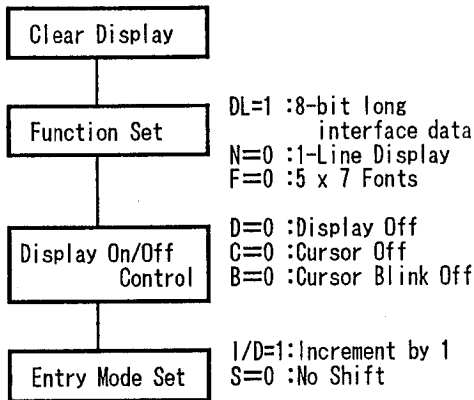 Clear Display
Function Set
DL=1 :8-bit long
interface data
N=0 :1-Line Display
F=0 :5 x 7 Fonts
Display On/Off
Control
D=0 :Display Off
C=0 :Cursor Off
B=0 :Cursor Blink Off
Entry Mode Set
I/D=1:Increment by 1
S=0 :No Shift